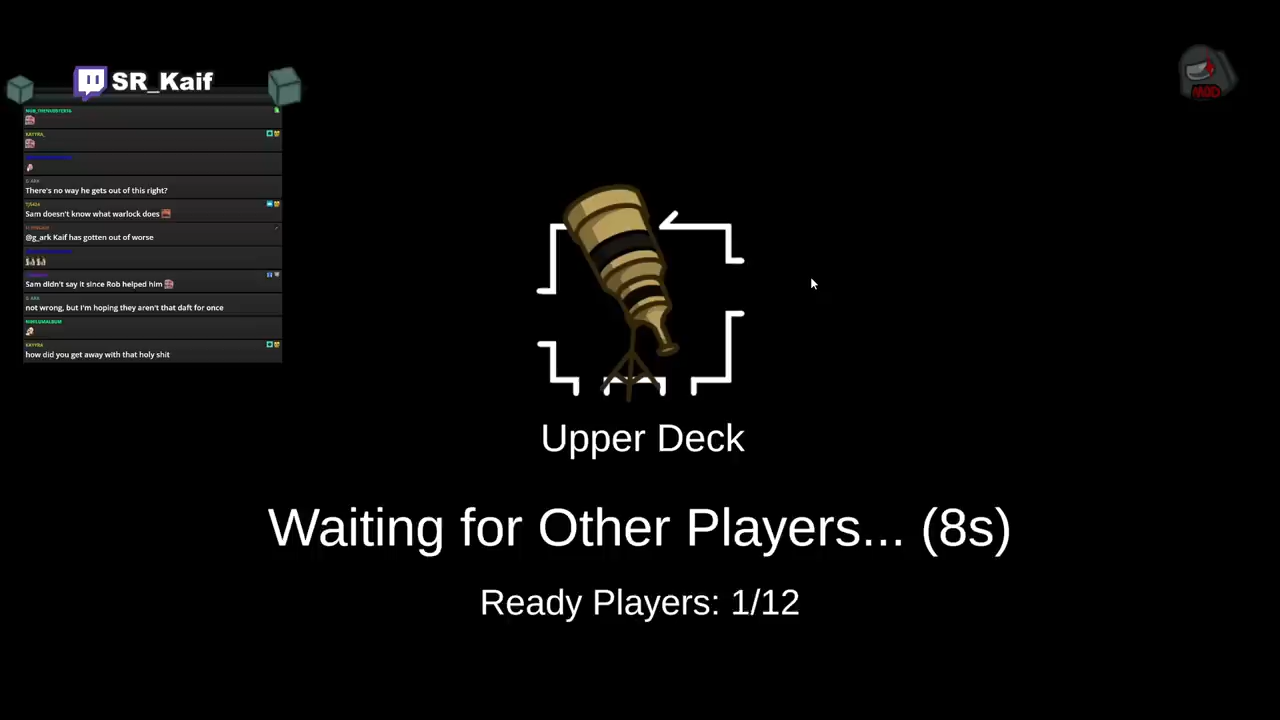 SR_Kaif
MOD
There's no way he gets out of this right?
Sam doesn't know what warlock does
@g_ark Kaif has gotten out of worse
Sam didn't say it since Rob helped him
not wrong, but I'm hoping they aren't that daft for once
how did you get away with that holy shit
Upper Deck
Waiting for Other Players... (8s)
Ready Players: 1/12